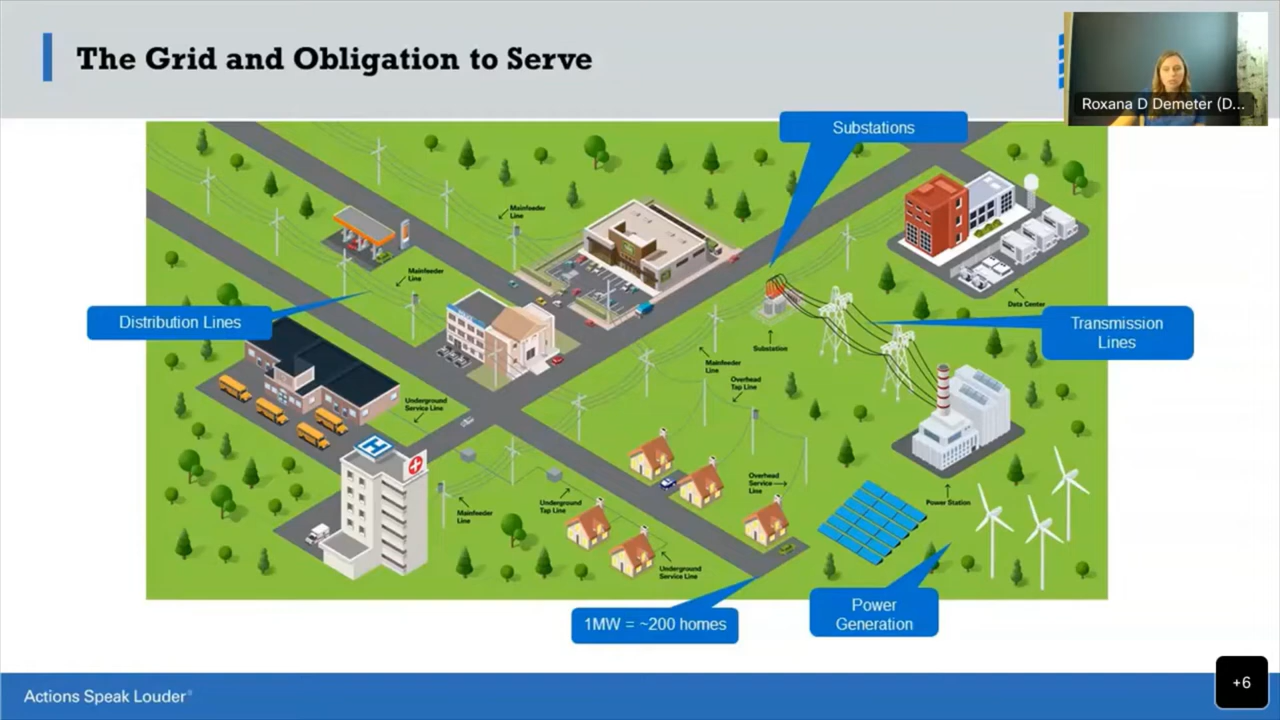 The Grid and Obligation to Serve
Roxana D Demeter (D...
Substations
Mainfeeder
Line
Mainfeeder
Line
Distribution Lines
Data Center
Transmission
Lines
Substation
Mainfeeder
Line
Overhead
Tap Line
Underground
Service Line
H
Mainfeeder
Line
Underground
Tap Line
Overhead
Service
Line
Power Station
Underground
Service Line
Power
Generation
1MW = ~200 homes
Actions Speak Louder®
+6